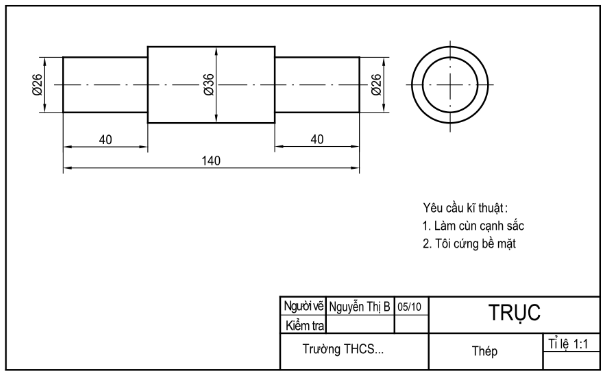 Ø26
Ø36
Ø26
40
40
140
Yêu cầu kĩ thuật:
1. Làm cùn cạnh sắc
2. Tôi cứng bề mặt
Người vẽ Nguyễn Thị B 05/10 TRỤC
Kiểm tra
Trường THCS... Thép Tỉ lệ 1:1